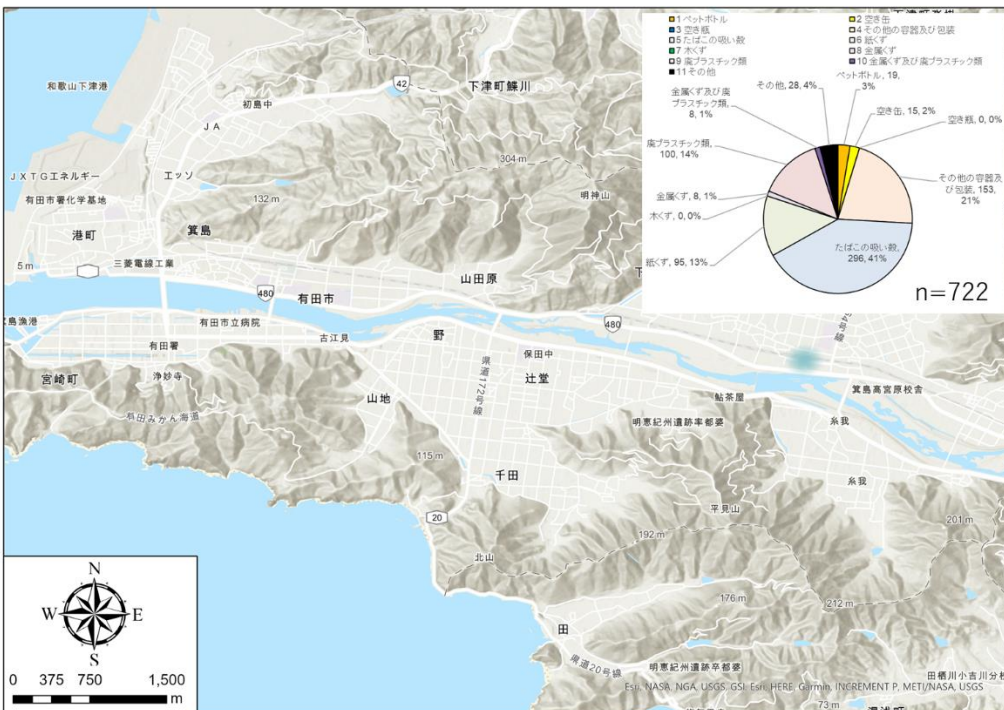 1 ペットボトル
2 空き缶
3 空き瓶
4 その他の容器及び包装
5 たばこの吸い殻
6 紙くず
7 木くず
8 金属くず
9 廃プラスチック類
10 金属くず及び廃プラスチック類
11 その他
その他, 28, 4%
ペットボトル, 19,
3%
金属くず及び廃
プラスチック類,
8, 1%
空き缶, 15, 2%
空き瓶, 0, 0%
廃プラスチック類,
100, 14%
その他の容器及
び包装, 153,
21%
金属くず, 8, 1%
木くず, 0, 0%
紙くず, 95, 13%
たばこの吸い殻,
296, 41%
n=722
和歌山下津港
42
下津町鰈川
初島中
JA
304 m
JXTGエネルギー
エッソ
有田市署化学基地
132 m
明神山
港町
箕島
5 m
三菱電線工業
山田原
480
有田市
480
有田市立病院
古江見
野
有田署
保田中
県道172号線
辻堂
宮崎町
浄妙寺
鮎茶屋
箕島高宮原校舎
山地
糸我
有田みかん海道
明恵紀州遺跡率都婆
115 m
千田
糸我
平見山
20
192 m
201 m
北山
176 m
212 m
田
県道20号線
明恵紀州遺跡卒都婆
田栖川小吉川分校
Esri, NASA, NGA, USGS, GSI, Esri, HERE, Garmin, INCREMENT P, METI/NASA, USGS
73 m
N
W
E
S
0 375 750 1,500
m